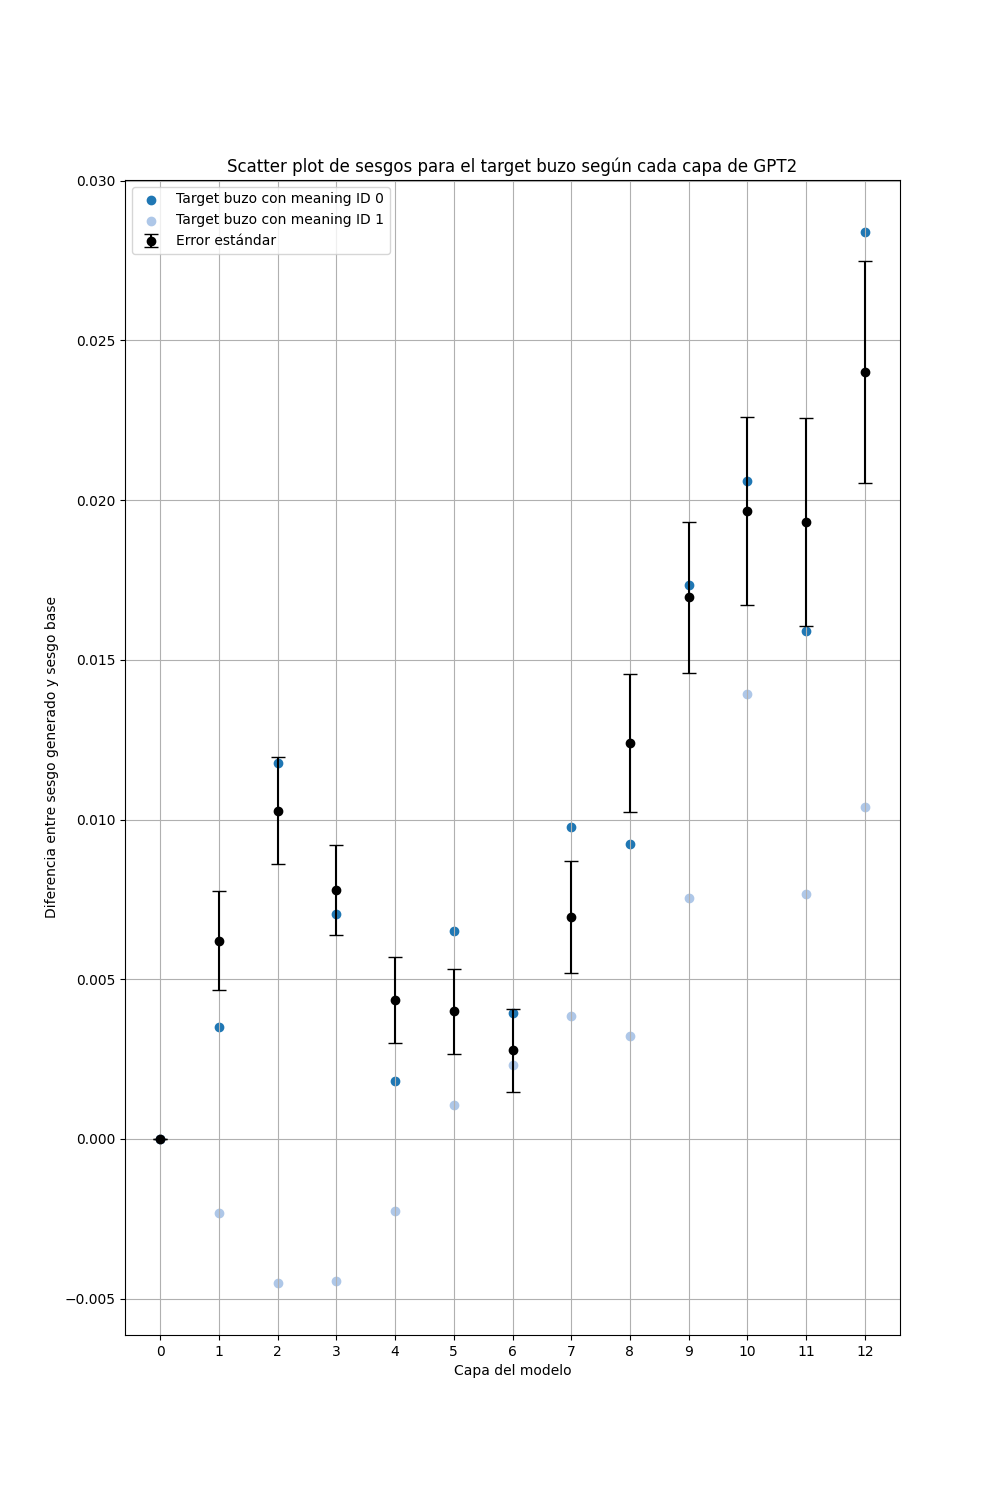 Scatter plot de sesgos para el target buzo según cada capa de GPT2
Target buzo con meaning ID 0
Target buzo con meaning ID 1
Error estándar
Diferencia entre sesgo generado y sesgo base
0.030
0.025
0.020
0.015
0.010
0.005
0.000
−0.005
0 1 2 3 4 5 6 7 8 9 10 11 12
Capa del modelo